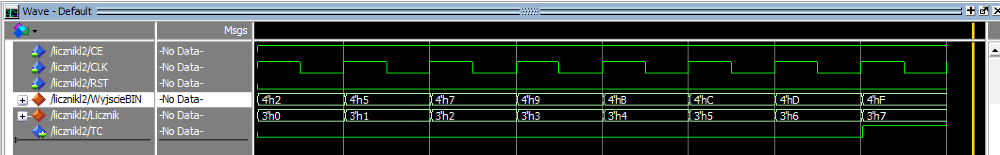 Wave - Default
Msgs
/licznikl2/CE -No Data-
/licznikl2/CLK -No Data-
/licznikl2/RST -No Data-
/licznikl2/WyjscieBIN -No Data- 4'h2 4'h5 4'h7 4'h9 4'hB 4'hC 4'hD 4'hF
/licznikl2/Licznik -No Data- 3'h0 3'h1 3'h2 3'h3 3'h4 3'h5 3'h6 3'h7
/licznikl2/TC -No Data-